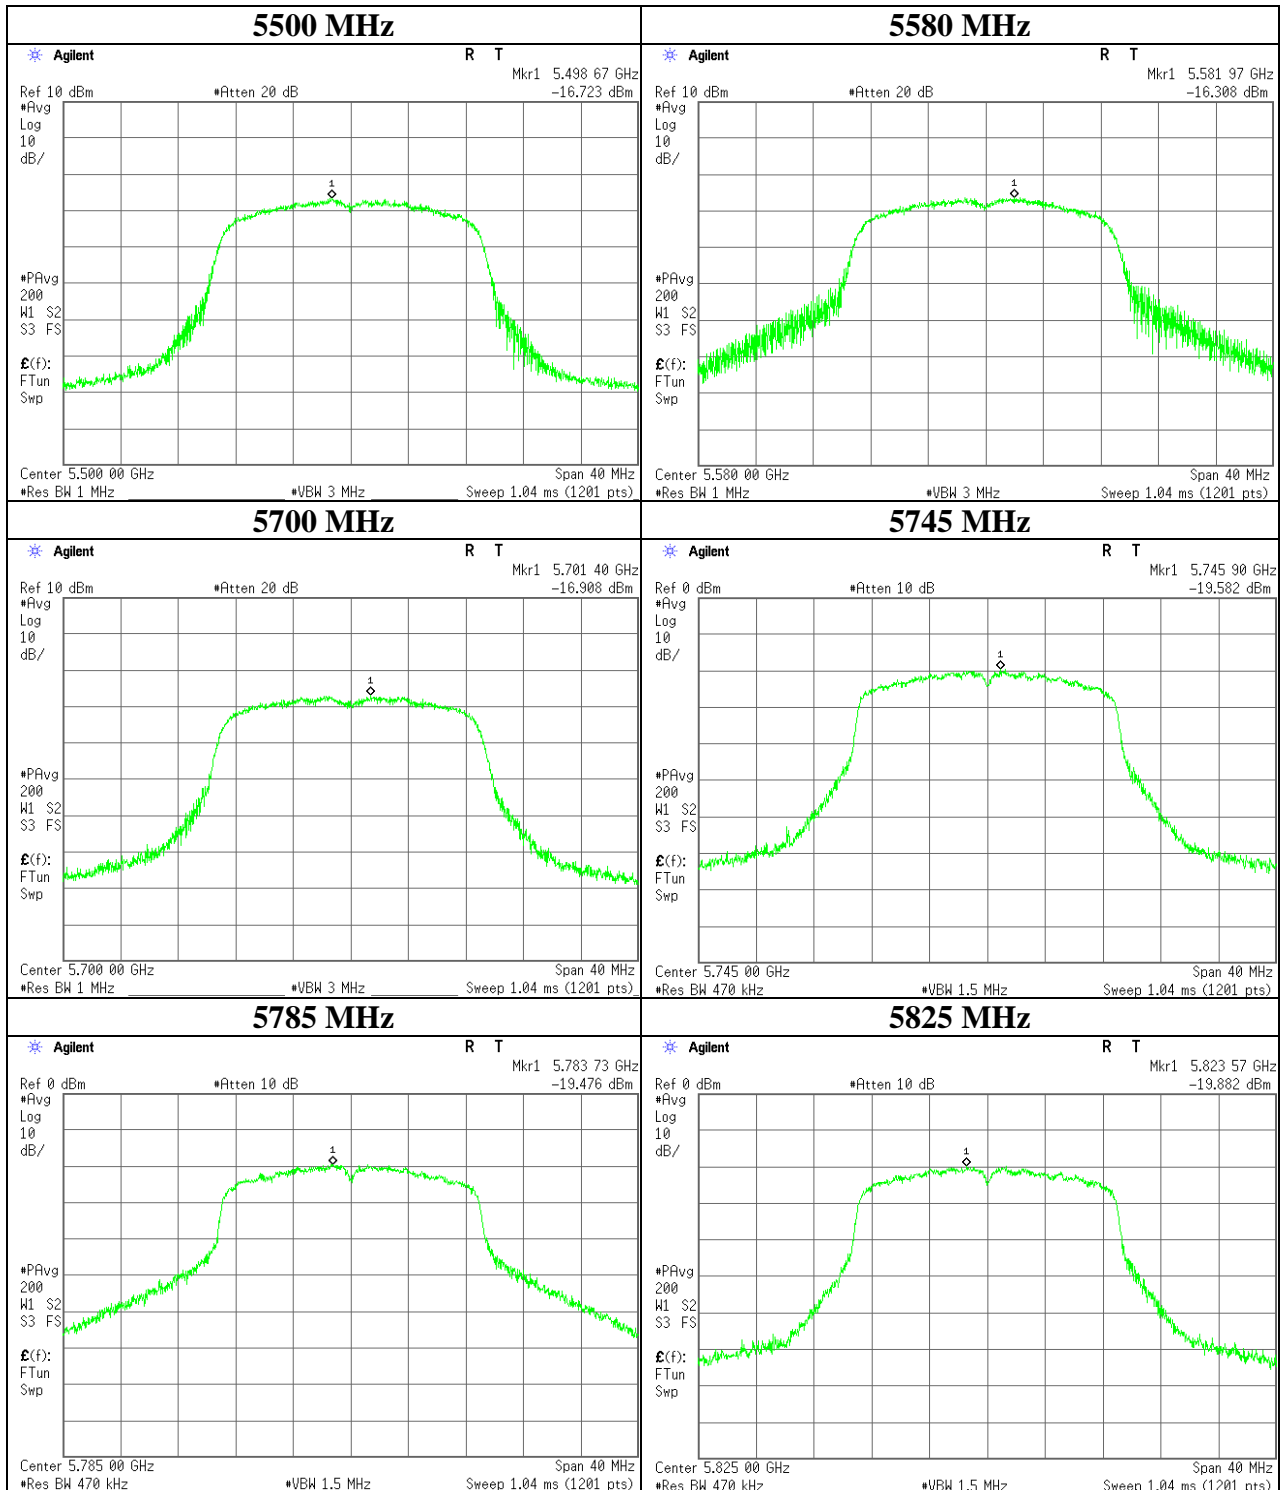 5500 MHz
Agilent R T
Mkr1 5.498 67 GHz
Ref 10 dBm #Atten 20 dB -16.723 dBm
#Avg
Log
10
dB/
1
#PAvg
200
W1 S2
S3 FS
£(f):
FTun
Swp
Center 5.500 00 GHz Span 40 MHz
#Res BW 1 MHz #VBW 3 MHz Sweep 1.04 ms (1201 pts)
5580 MHz
Agilent R T
Mkr1 5.581 97 GHz
Ref 10 dBm #Atten 20 dB -16.308 dBm
#Avg
Log
10
dB/
1
#PAvg
200
W1 S2
S3 FS
£(f):
FTun
Swp
Center 5.580 00 GHz Span 40 MHz
#Res BW 1 MHz #VBW 3 MHz Sweep 1.04 ms (1201 pts)
5700 MHz
Agilent R T
Mkr1 5.701 40 GHz
Ref 10 dBm #Atten 20 dB -16.908 dBm
#Avg
Log
10
dB/
1
#PAvg
200
W1 S2
S3 FS
£(f):
FTun
Swp
Center 5.700 00 GHz Span 40 MHz
#Res BW 1 MHz #VBW 3 MHz Sweep 1.04 ms (1201 pts)
5745 MHz
Agilent R T
Mkr1 5.745 90 GHz
Ref 0 dBm #Atten 10 dB -19.582 dBm
#Avg
Log
10
dB/
1
#PAvg
200
W1 S2
S3 FS
£(f):
FTun
Swp
Center 5.745 00 GHz Span 40 MHz
#Res BW 470 kHz #VBW 1.5 MHz Sweep 1.04 ms (1201 pts)
5785 MHz
Agilent R T
Mkr1 5.783 73 GHz
Ref 0 dBm #Atten 10 dB -19.476 dBm
#Avg
Log
10
dB/
1
#PAvg
200
W1 S2
S3 FS
£(f):
FTun
Swp
Center 5.785 00 GHz Span 40 MHz
#Res BW 470 kHz #VBW 1.5 MHz Sweep 1.04 ms (1201 pts)
5825 MHz
Agilent R T
Mkr1 5.823 57 GHz
Ref 0 dBm #Atten 10 dB -19.882 dBm
#Avg
Log
10
dB/
1
#PAvg
200
W1 S2
S3 FS
£(f):
FTun
Swp
Center 5.825 00 GHz Span 40 MHz
#Res BW 470 kHz #VBW 1.5 MHz Sweep 1.04 ms (1201 pts)